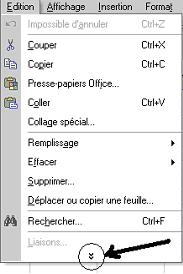 Edition Affichage Insertion Format
Impossible d'annuler Ctrl+Z
Couper Ctrl+X
Copier Ctrl+C
Presse-papiers Office...
Coller Ctrl+V
Collage spécial...
Remplissage
Effacer
Supprimer...
Déplacer ou copier une feuille...
Rechercher... Ctrl+F
Liaisons...